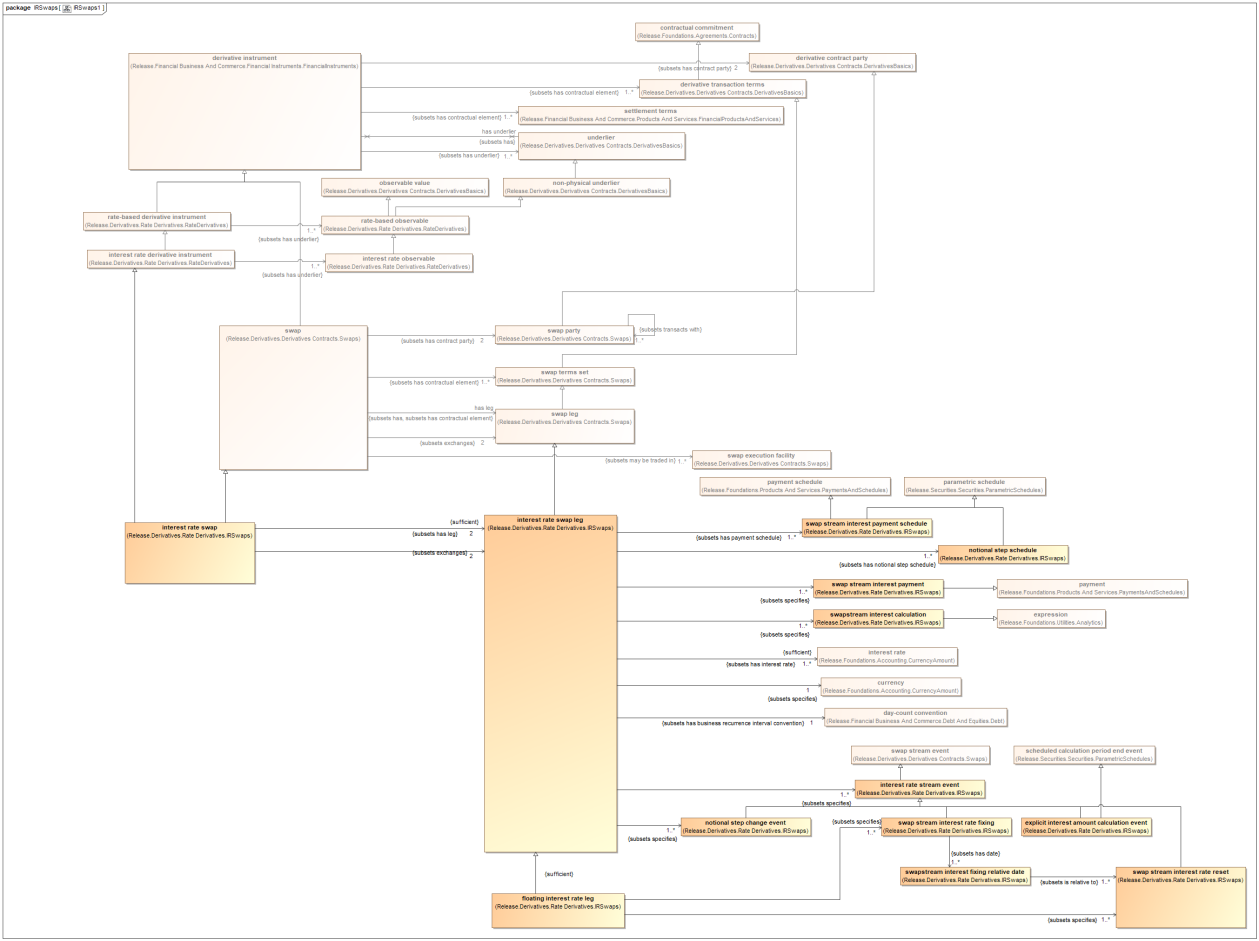 package IRSwaps [ IRSwaps1 ]
contractual commitment
(Release.Foundations.Agreements.Contracts)
derivative instrument
(Release.Financial Business And Commerce.Financial Instruments.FinancialInstruments)
{subsets has contract party} 2
derivative contract party
(Release.Derivatives.Derivatives Contracts.DerivativesBasics)
{subsets has contractual element} 1..*
derivative transaction terms
(Release.Derivatives.Derivatives Contracts.DerivativesBasics)
{subsets has contractual element} 1..*
settlement terms
(Release.Financial Business And Commerce.Products And Services.FinancialProductsAndServices)
has underlier
{subsets has}
{subsets has underlier} 1..*
underlier
(Release.Derivatives.Derivatives Contracts.DerivativesBasics)
observable value
(Release.Derivatives.Derivatives Contracts.DerivativesBasics)
non-physical underlier
(Release.Derivatives.Derivatives Contracts.DerivativesBasics)
rate-based derivative instrument
(Release.Derivatives.Rate Derivatives.RateDerivatives)
1..*
{subsets has underlier}
rate-based observable
(Release.Derivatives.Rate Derivatives.RateDerivatives)
interest rate derivative instrument
(Release.Derivatives.Rate Derivatives.RateDerivatives)
1..*
{subsets has underlier}
interest rate observable
(Release.Derivatives.Rate Derivatives.RateDerivatives)
swap
(Release.Derivatives.Derivatives Contracts.Swaps)
{subsets has contract party} 2
swap party
(Release.Derivatives.Derivatives Contracts.Swaps)
{subsets transacts with}
1..*
{subsets has contractual element} 1..*
swap terms set
(Release.Derivatives.Derivatives Contracts.Swaps)
has leg
{subsets has, subsets has contractual element}
{subsets exchanges} 2
swap leg
(Release.Derivatives.Derivatives Contracts.Swaps)
{subsets may be traded in} 1..*
swap execution facility
(Release.Derivatives.Derivatives Contracts.Swaps)
payment schedule
(Release.Foundations.Products And Services.PaymentsAndSchedules)
parametric schedule
(Release.Securities.Securities.ParametricSchedules)
interest rate swap
(Release.Derivatives.Rate Derivatives.IRSwaps)
{sufficient}
{subsets has leg} 2
{subsets exchanges} 2
interest rate swap leg
(Release.Derivatives.Rate Derivatives.IRSwaps)
{subsets has payment schedule} 1..*
swap stream interest payment schedule
(Release.Derivatives.Rate Derivatives.IRSwaps)
1..*
{subsets has notional step schedule}
notional step schedule
(Release.Derivatives.Rate Derivatives.IRSwaps)
1..*
{subsets specifies}
swap stream interest payment
(Release.Derivatives.Rate Derivatives.IRSwaps)
payment
(Release.Foundations.Products And Services.PaymentsAndSchedules)
1..*
{subsets specifies}
swapstream interest calculation
(Release.Derivatives.Rate Derivatives.IRSwaps)
expression
(Release.Foundations.Utilities.Analytics)
{sufficient}
{subsets has interest rate} 1..*
interest rate
(Release.Foundations.Accounting.CurrencyAmount)
1
{subsets specifies}
currency
(Release.Foundations.Accounting.CurrencyAmount)
{subsets has business recurrence interval convention} 1
day-count convention
(Release.Financial Business And Commerce.Debt And Equities.Debt)
swap stream event
(Release.Derivatives.Derivatives Contracts.Swaps)
scheduled calculation period end event
(Release.Securities.Securities.ParametricSchedules)
1..*
{subsets specifies}
interest rate stream event
(Release.Derivatives.Rate Derivatives.IRSwaps)
1..*
{subsets specifies}
notional step change event
(Release.Derivatives.Rate Derivatives.IRSwaps)
{subsets specifies}
1..*
swap stream interest rate fixing
(Release.Derivatives.Rate Derivatives.IRSwaps)
explicit interest amount calculation event
(Release.Derivatives.Rate Derivatives.IRSwaps)
{subsets has date}
1..*
swapstream interest fixing relative date
(Release.Derivatives.Rate Derivatives.IRSwaps)
{subsets is relative to} 1..*
swap stream interest rate reset
(Release.Derivatives.Rate Derivatives.IRSwaps)
{sufficient}
floating interest rate leg
(Release.Derivatives.Rate Derivatives.IRSwaps)
{subsets specifies} 1..*